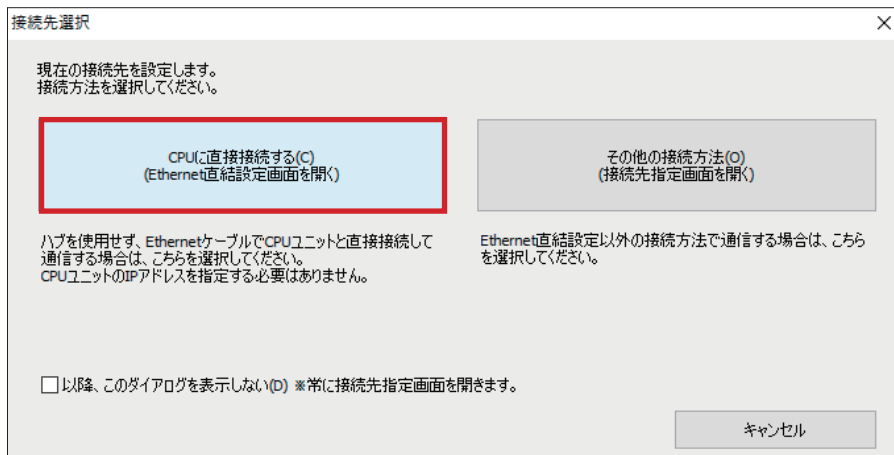 接続先選択
現在の接続先を設定します。
接続方法を選択してください。
CPUに直接接続する(C)
(Ethernet直結設定画面を開く)
その他の接続方法(O)
(接続先指定画面を開く)
ハブを使用せず、EthernetケーブルでCPUユニットと直接接続して
通信する場合は、こちらを選択してください。
CPUユニットのIPアドレスを指定する必要はありません。
Ethernet直結設定以外の接続方法で通信する場合は、こちら
を選択してください。
以降、このダイアログを表示しない(D) ※常に接続先指定画面を開きます。
キャンセル